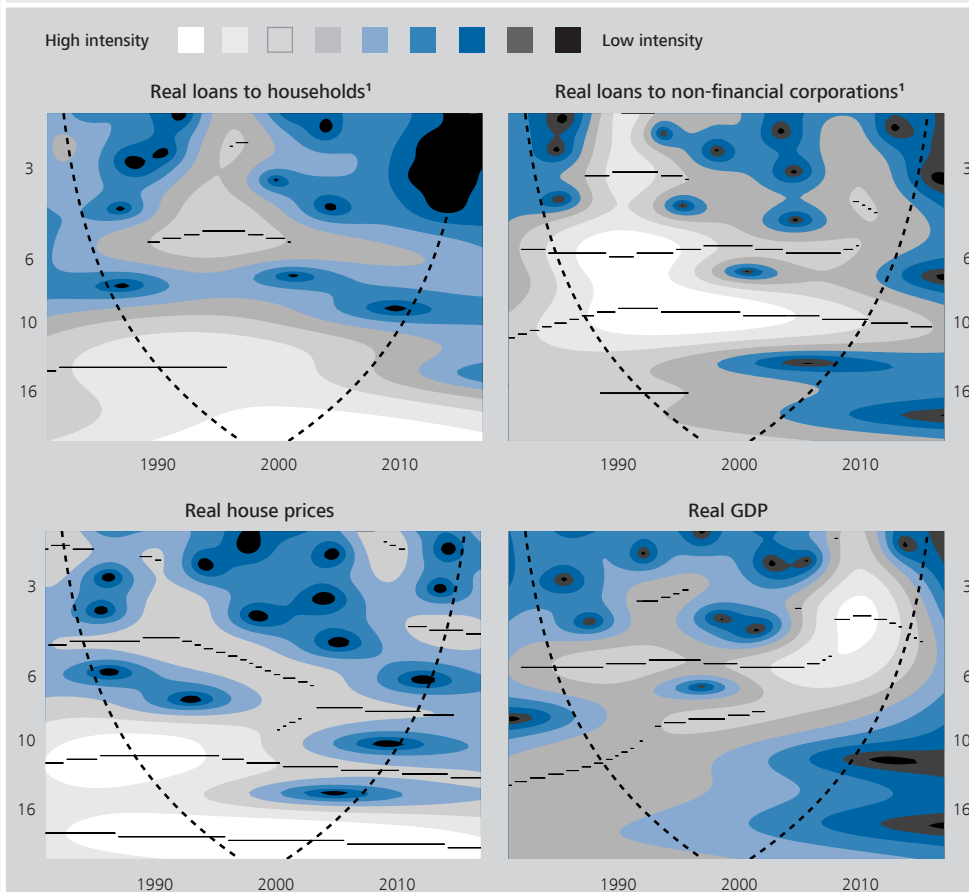 High intensity Low intensity
Real loans to households¹ Real loans to non-financial corporations¹
3 3
6 6
10 10
16 16
1990 2000 2010 1990 2000 2010
Real house prices Real GDP
3 3
6 6
10 10
16 16
1990 2000 2010 1990 2000 2010